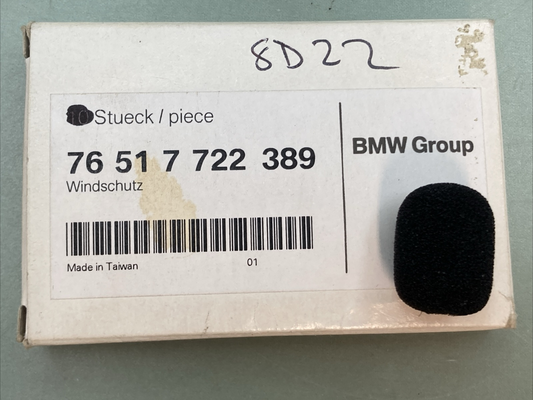 8D22
10 Stueck / piece
76 51 7 722 389
BMW Group
Windschutz
Made in Taiwan
01